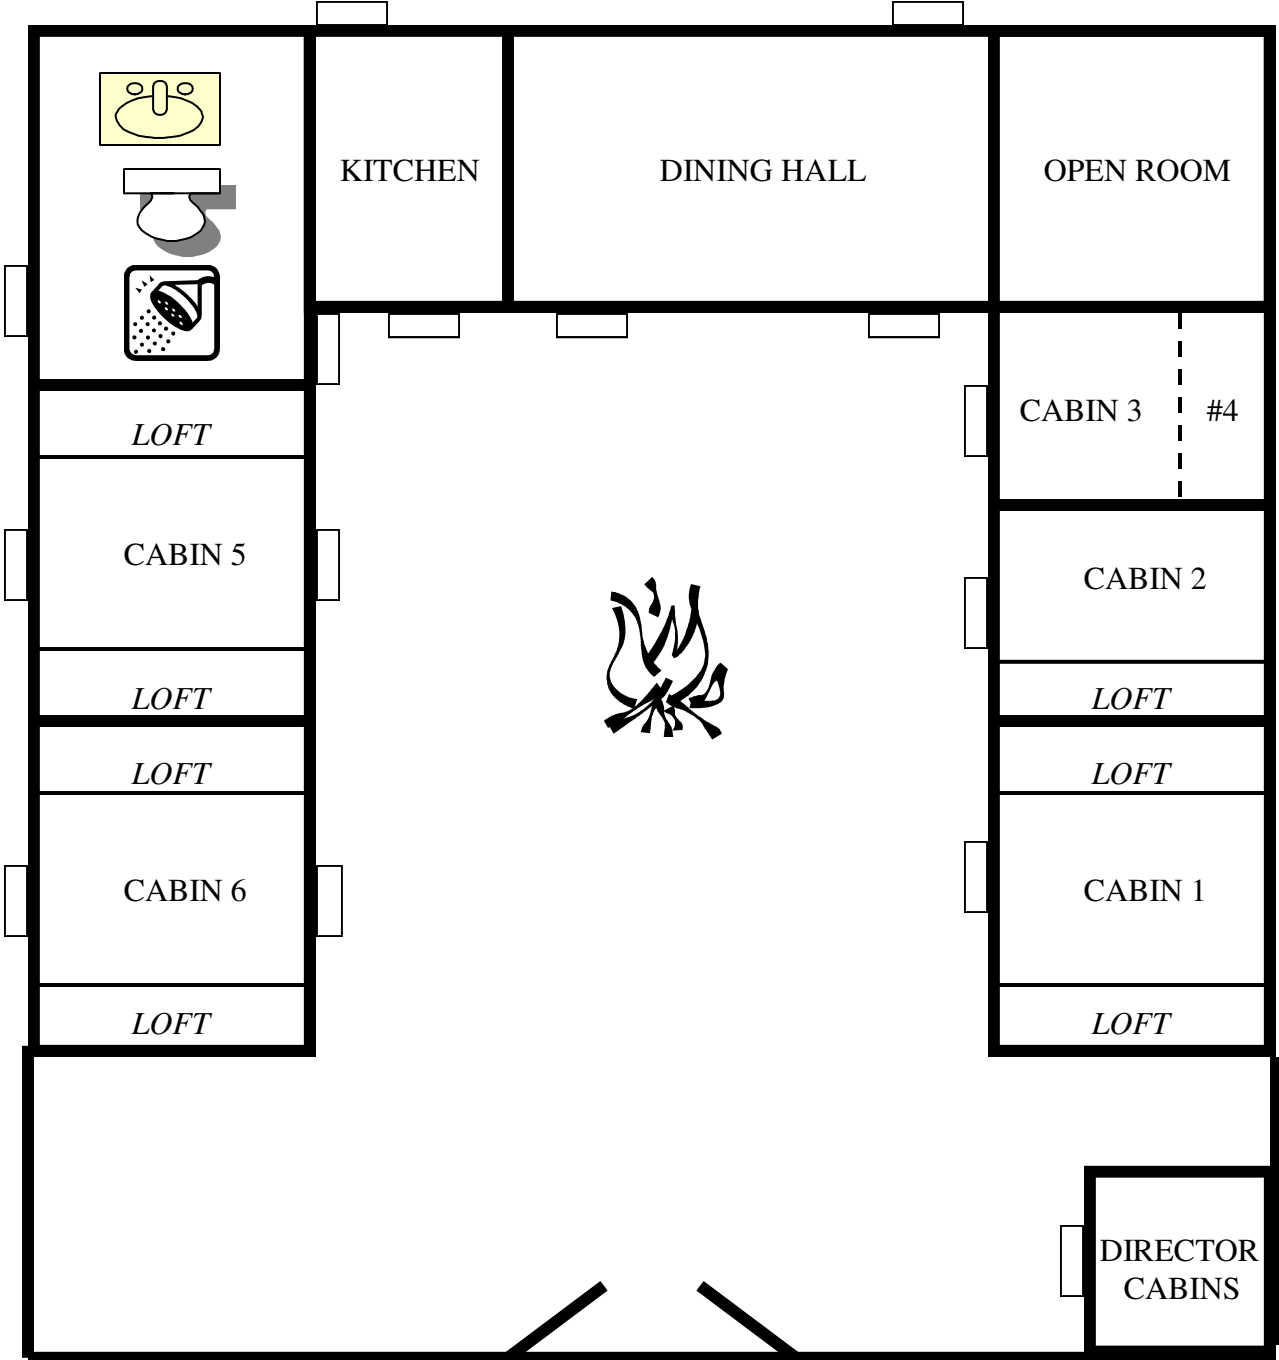 KITCHEN
DINING HALL
OPEN ROOM
CABIN 3
#4
LOFT
CABIN 5
CABIN 2
LOFT
LOFT
LOFT
LOFT
CABIN 6
CABIN 1
LOFT
LOFT
DIRECTOR
CABINS